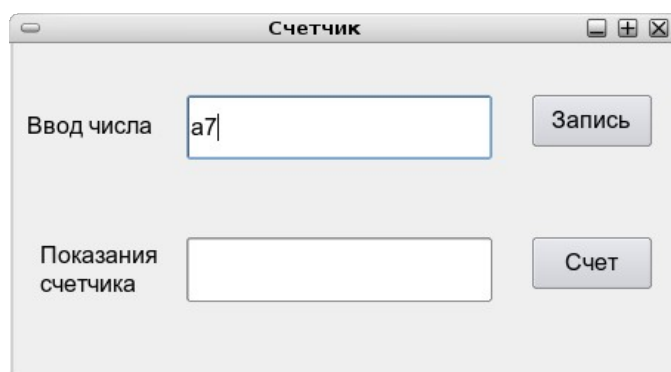 Счетчик
Ввод числа
a7
Запись
Показания
счетчика
Счет